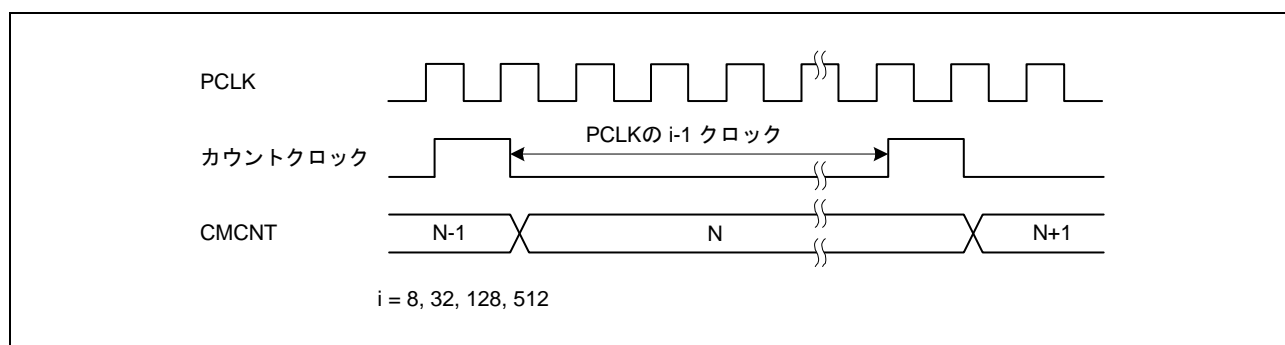 PCLK
PCLKの i-1 クロック
カウントクロック
CMCNT
N-1
N
N+1
i = 8, 32, 128, 512